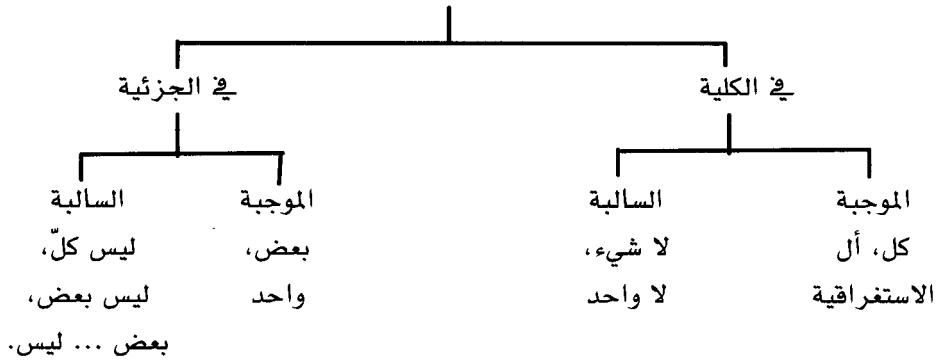 في الكلية
في الجزئية
الموجبة
كل، أل
الاستغراقية
السالبة
لا شيء،
لا واحد
الموجبة
بعض،
واحد
السالبة
ليس كلّ،
ليس بعض،
بعض ... ليس.